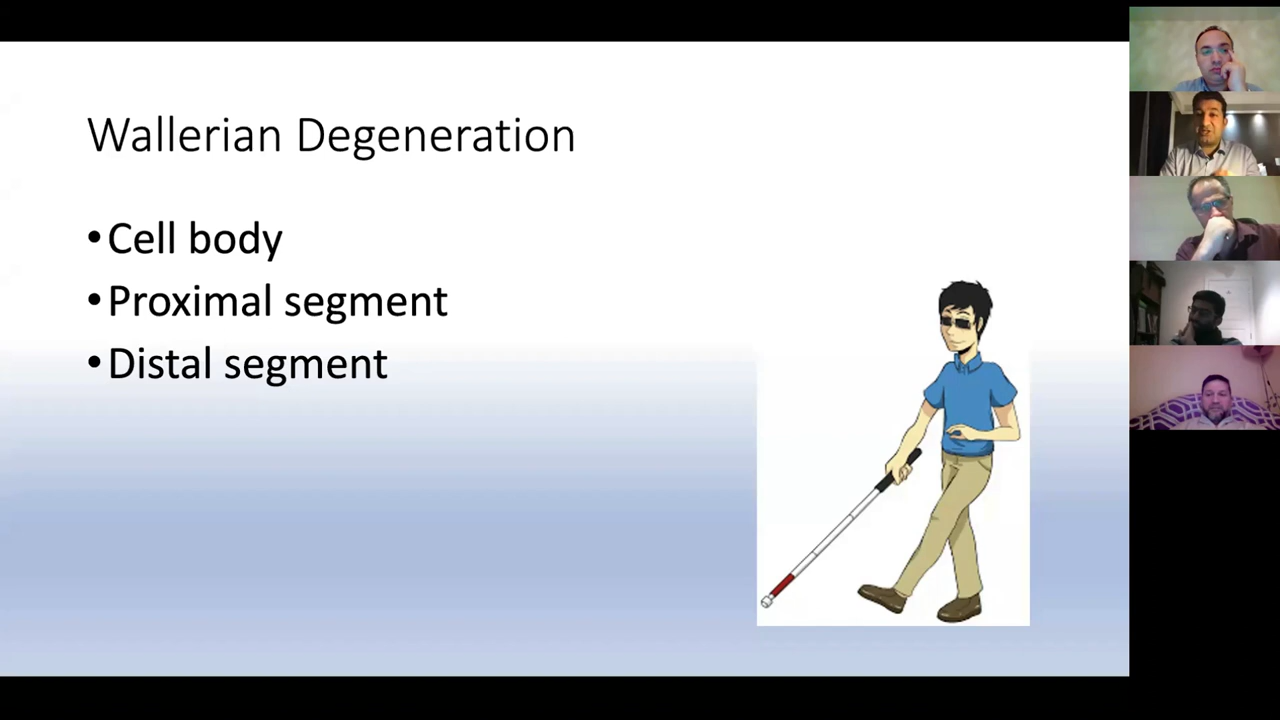 Wallerian Degeneration
•Cell body
•Proximal segment
•Distal segment